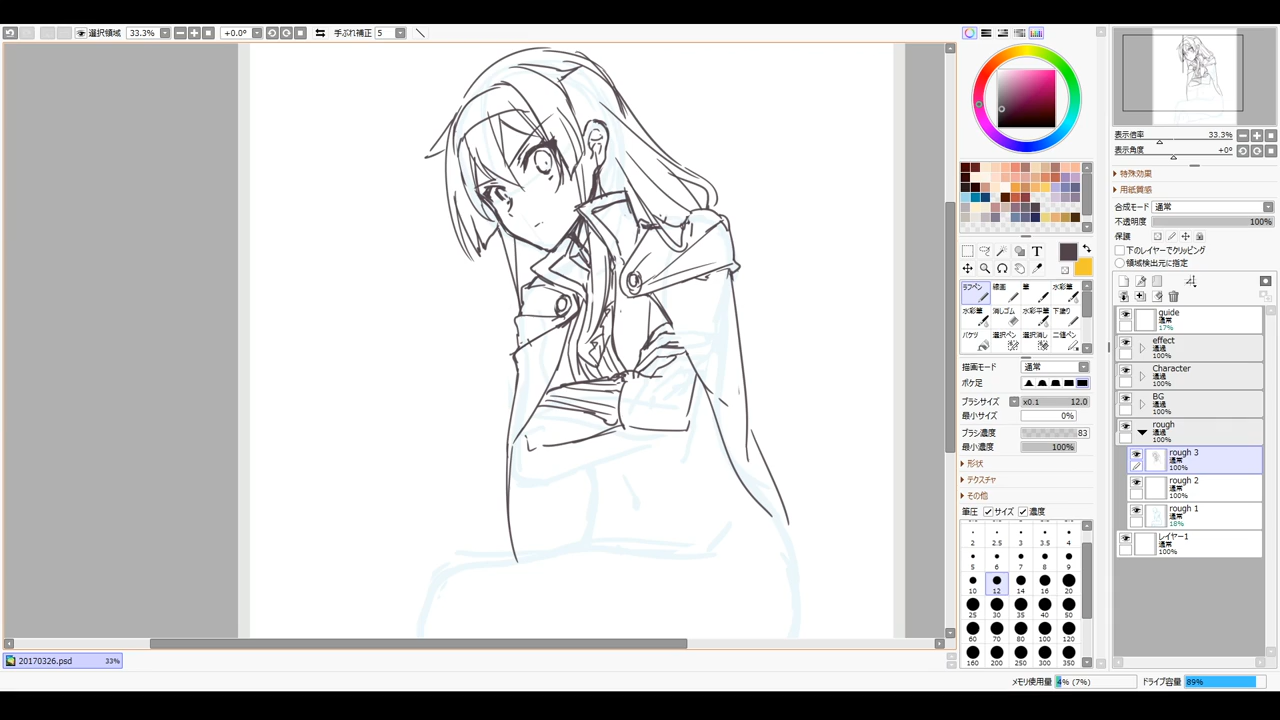 選択領域 33.3% +0.0° 手ぶれ補正 5
表示倍率 33.3%
表示角度 +0°
特殊効果
用紙質感
合成モード 通常
不透明度 100%
保護
下のレイヤーでクリッピング
領域検出元に指定
T
ラフペン 線画 筆 水彩筆
水彩筆 消しゴム 水彩平筆 下塗り
バケツ 選択ペン 選択消し 二値ペン
描画モード 通常
ボケ足
ブラシサイズ x0.1 12.0
最小サイズ 0%
ブラシ濃度 83
最小濃度 100%
形状
テクスチャ
その他
筆圧 サイズ 濃度
2 2.5 3 3.5 4
5 6 7 8 9
10 12 14 16 20
25 30 35 40 50
60 70 80 100 120
160 200 250 300 350
guide
通常
17%
effect
通過
100%
Character
通過
100%
BG
通過
100%
rough
通過
100%
rough 3
通常
100%
rough 2
通常
100%
rough 1
通常
18%
レイヤー1
通常
100%
20170326.psd 33%
メモリ使用量 4% (7%) ドライブ容量 89%